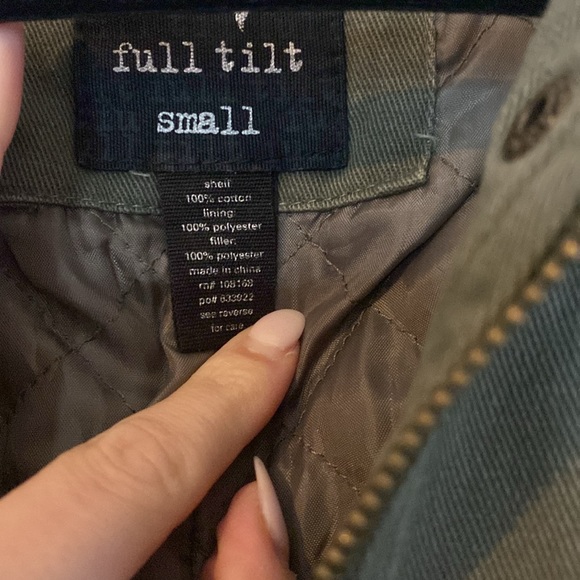 full tilt
small
shell
100% cotton
lining:
100% polyester
filler:
100% polyester
made in china
rn# 108168
po# 633922
see reverse
for care